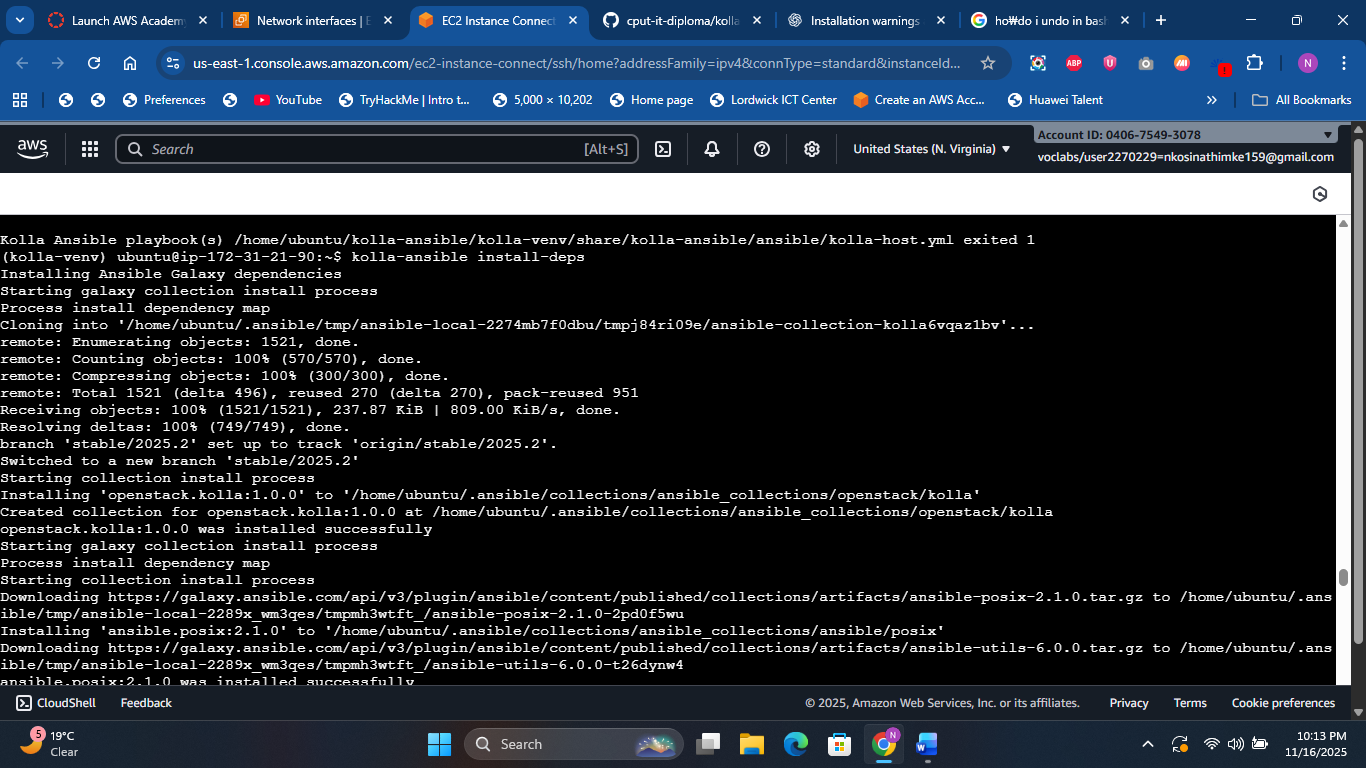 Launch AWS Academy
Network interfaces | E
EC2 Instance Connect
cput-it-diploma/kolla
Installation warnings
ho₩do i undo in bash
us-east-1.console.aws.amazon.com/ec2-instance-connect/ssh/home?addressFamily=ipv4&connType=standard&instanceId...
ABP
N
Preferences
YouTube
TryHackMe | Intro t...
5,000 × 10,202
Home page
Lordwick ICT Center
Create an AWS Acc...
Huawei Talent
»
All Bookmarks
aws
Search
[Alt+S]
United States (N. Virginia)
Account ID: 0406-7549-3078
voclabs/user2270229=nkosinathimke159@gmail.com
Kolla Ansible playbook(s) /home/ubuntu/kolla-ansible/kolla-venv/share/kolla-ansible/ansible/kolla-host.yml exited 1
(kolla-venv) ubuntu@ip-172-31-21-90:~$ kolla-ansible install-deps
Installing Ansible Galaxy dependencies
Starting galaxy collection install process
Process install dependency map
Cloning into '/home/ubuntu/.ansible/tmp/ansible-local-2274mb7f0dbu/tmpj84ri09e/ansible-collection-kolla6vqaz1bv'...
remote: Enumerating objects: 1521, done.
remote: Counting objects: 100% (570/570), done.
remote: Compressing objects: 100% (300/300), done.
remote: Total 1521 (delta 496), reused 270 (delta 270), pack-reused 951
Receiving objects: 100% (1521/1521), 237.87 KiB | 809.00 KiB/s, done.
Resolving deltas: 100% (749/749), done.
branch 'stable/2025.2' set up to track 'origin/stable/2025.2'.
Switched to a new branch 'stable/2025.2'
Starting collection install process
Installing 'openstack.kolla:1.0.0' to '/home/ubuntu/.ansible/collections/ansible_collections/openstack/kolla'
Created collection for openstack.kolla:1.0.0 at /home/ubuntu/.ansible/collections/ansible_collections/openstack/kolla
openstack.kolla:1.0.0 was installed successfully
Starting galaxy collection install process
Process install dependency map
Starting collection install process
Downloading https://galaxy.ansible.com/api/v3/plugin/ansible/content/published/collections/artifacts/ansible-posix-2.1.0.tar.gz to /home/ubuntu/.ans
ible/tmp/ansible-local-2289x_wm3qes/tmpmh3wtft_/ansible-posix-2.1.0-2pd0f5wu
Installing 'ansible.posix:2.1.0' to '/home/ubuntu/.ansible/collections/ansible_collections/ansible/posix'
Downloading https://galaxy.ansible.com/api/v3/plugin/ansible/content/published/collections/artifacts/ansible-utils-6.0.0.tar.gz to /home/ubuntu/.ans
ible/tmp/ansible-local-2289x_wm3qes/tmpmh3wtft_/ansible-utils-6.0.0-t26dynw4
ansible.posix:2.1.0 was installed successfully
CloudShell
Feedback
© 2025, Amazon Web Services, Inc. or its affiliates.
Privacy
Terms
Cookie preferences
5
19°C
Clear
Search
N
10:13 PM
11/16/2025